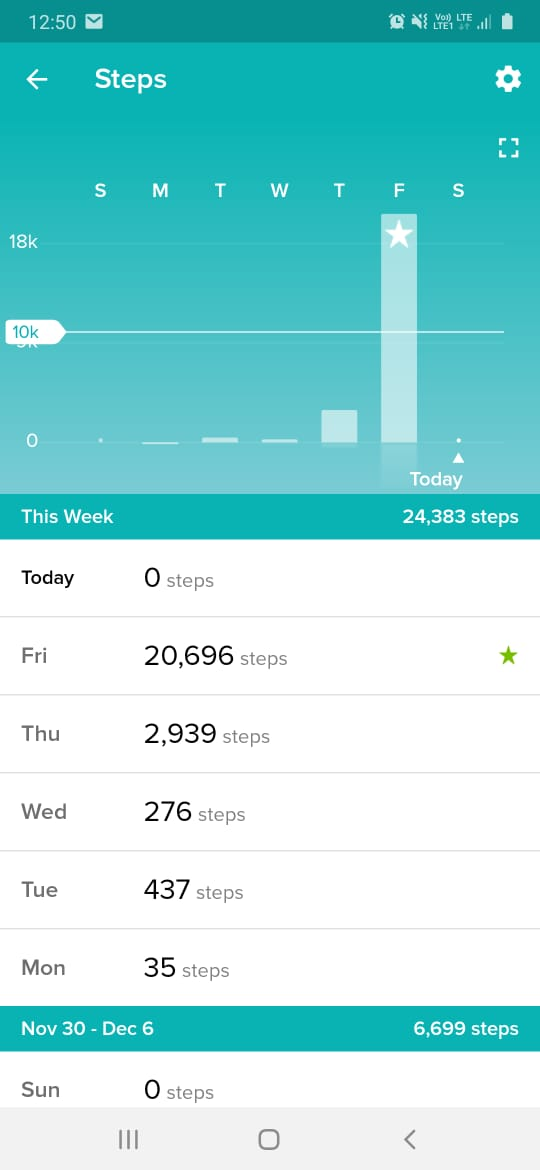 12:50 Vo)) LTE LTE1
Steps
S M T W T F S
18k
10k
0
Today
This Week 24,383 steps
Today 0 steps
Fri 20,696 steps
Thu 2,939 steps
Wed 276 steps
Tue 437 steps
Mon 35 steps
Nov 30 - Dec 6 6,699 steps
Sun 0 steps